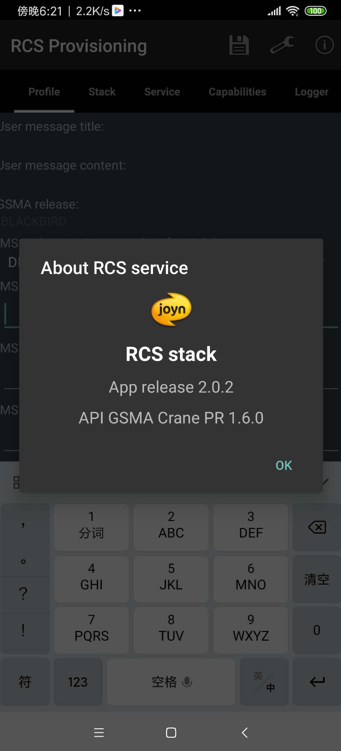 傍晚6:21 | 2.2K/s ···
100
RCS Provisioning
Profile Stack Service Capabilities Logger
User message title:
User message content:
GSMA release:
BLACKBIRD
MS
D
MS
About RCS service
joyn
RCS stack
App release 2.0.2
API GSMA Crane PR 1.6.0
OK
MS
MS
, 1 2 3
分词 ABC DEF
。 4 5 6 清空
GHI JKL MNO
?
! 7 8 9 0
PQRS TUV WXYZ
符 123 空格 英/中